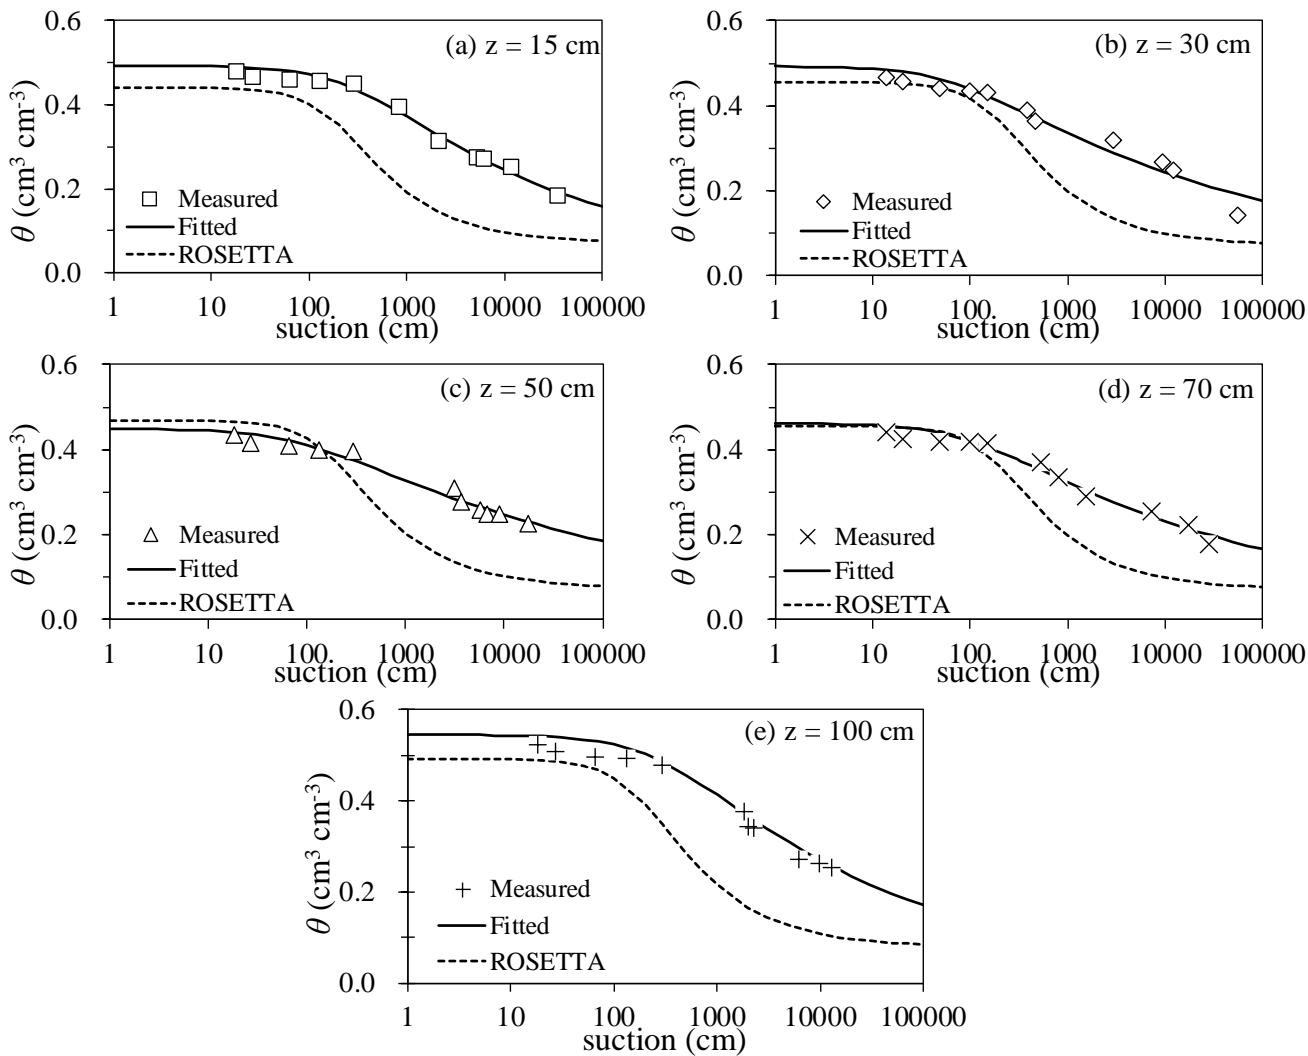 (a) z = 15 cm
θ (cm³ cm⁻³)
0.6
0.4
0.2
0.0
Measured
Fitted
ROSETTA
1 10 100 1000 10000 100000
suction (cm)
(b) z = 30 cm
θ (cm³ cm⁻³)
0.6
0.4
0.2
0.0
Measured
Fitted
ROSETTA
1 10 100 1000 10000 100000
suction (cm)
(c) z = 50 cm
θ (cm³ cm⁻³)
0.6
0.4
0.2
0.0
Measured
Fitted
ROSETTA
1 10 100 1000 10000 100000
suction (cm)
(d) z = 70 cm
θ (cm³ cm⁻³)
0.6
0.4
0.2
0.0
Measured
Fitted
ROSETTA
1 10 100 1000 10000 100000
suction (cm)
(e) z = 100 cm
θ (cm³ cm⁻³)
0.6
0.4
0.2
0.0
Measured
Fitted
ROSETTA
1 10 100 1000 10000 100000
suction (cm)